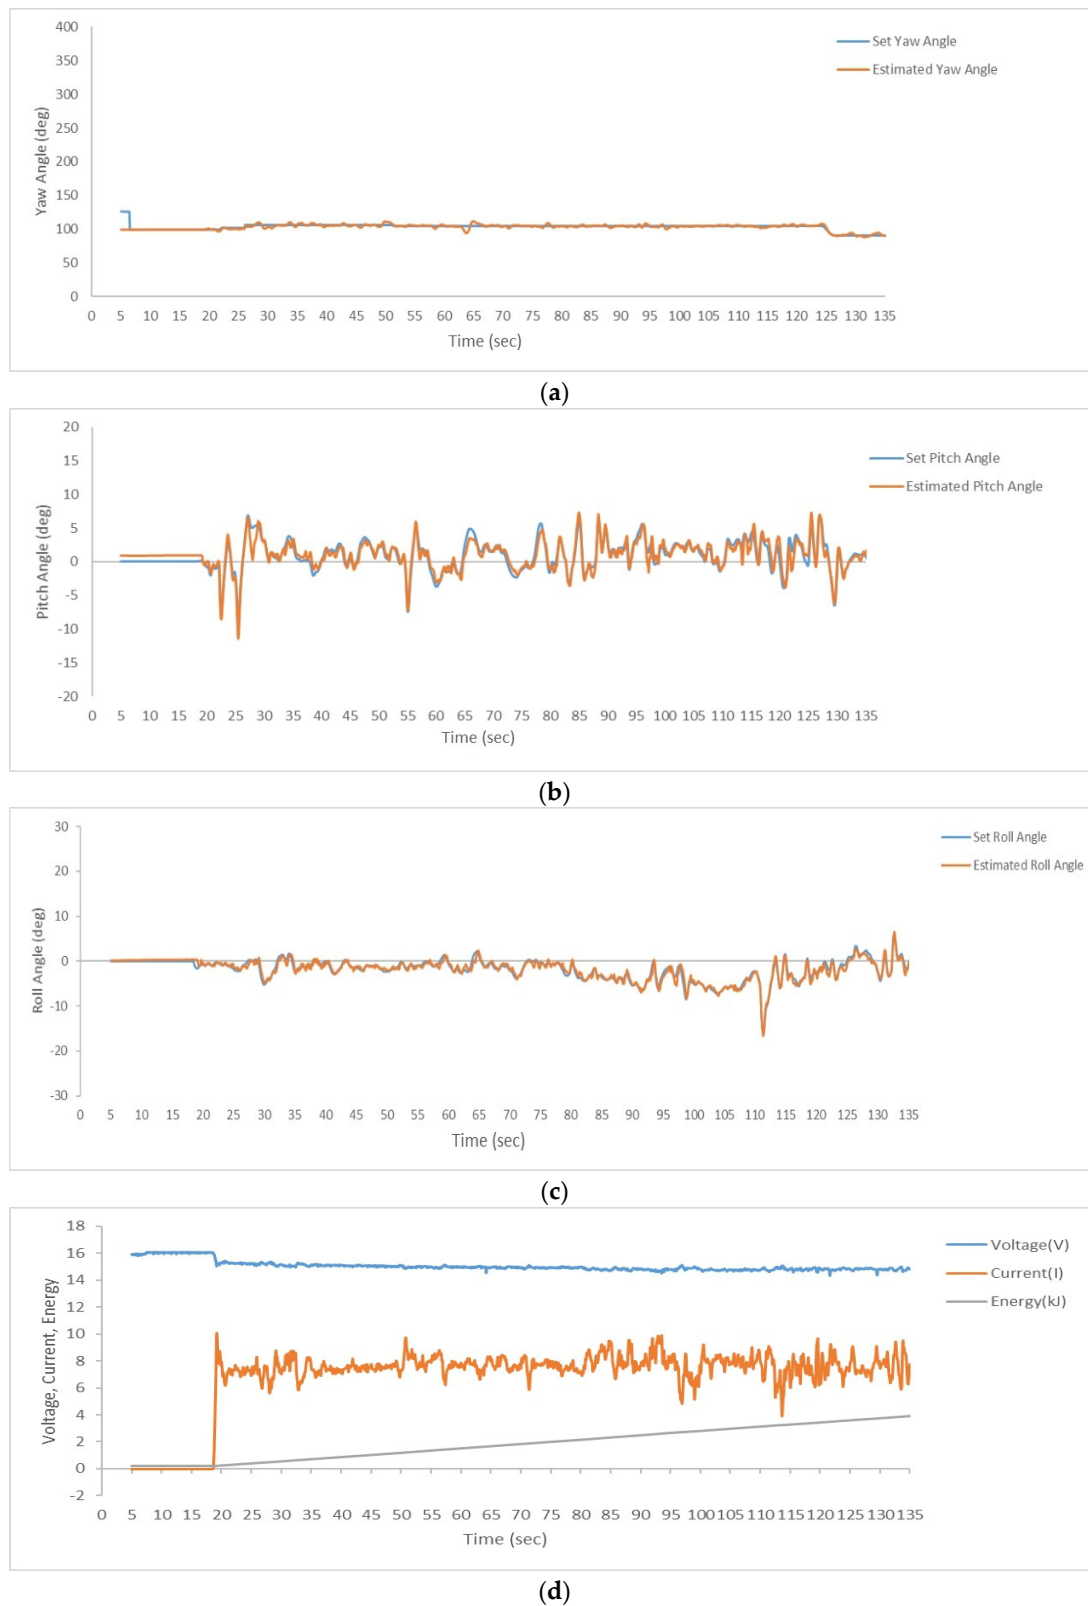 400
350
300
250
200
150
100
50
0
Yaw Angle (deg)
Set Yaw Angle
Estimated Yaw Angle
0 5 10 15 20 25 30 35 40 45 50 55 60 65 70 75 80 85 90 95 100 105 110 115 120 125 130 135
Time (sec)
(a)
20
15
10
5
0
-5
-10
-15
-20
Pitch Angle (deg)
Set Pitch Angle
Estimated Pitch Angle
0 5 10 15 20 25 30 35 40 45 50 55 60 65 70 75 80 85 90 95 100 105 110 115 120 125 130 135
Time (sec)
(b)
30
20
10
0
-10
-20
-30
Roll Angle (deg)
Set Roll Angle
Estimated Roll Angle
0 5 10 15 20 25 30 35 40 45 50 55 60 65 70 75 80 85 90 95 100 105 110 115 120 125 130 135
Time (sec)
(c)
18
16
14
12
10
8
6
4
2
0
-2
Voltage, Current, Energy
Voltage(V)
Current(I)
Energy(kJ)
0 5 10 15 20 25 30 35 40 45 50 55 60 65 70 75 80 85 90 95 100 105 110 115 120 125 130 135
Time (sec)
(d)